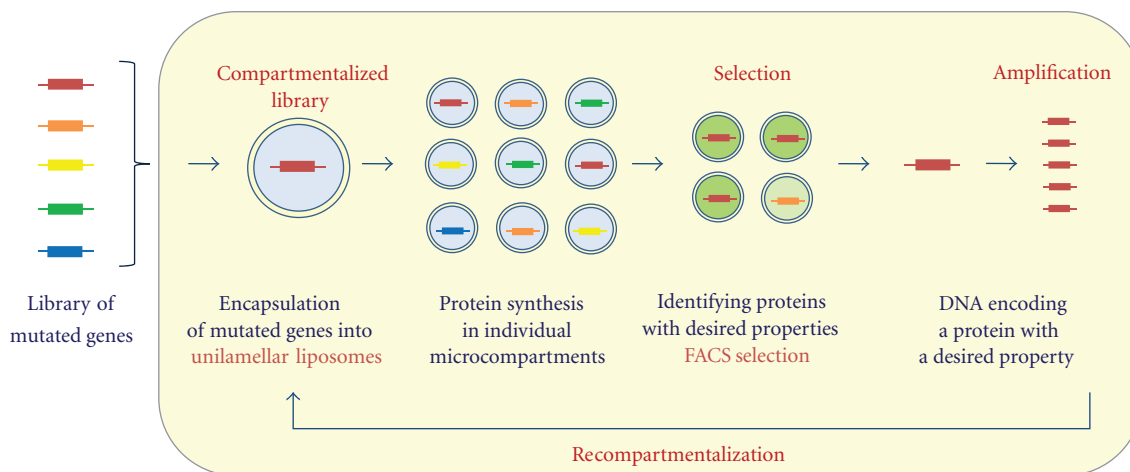 Compartmentalized
library
Selection
Amplification
Library of
mutated genes
Encapsulation
of mutated genes into
unilamellar liposomes
Protein synthesis
in individual
microcompartments
Identifying proteins
with desired properties
FACS selection
DNA encoding
a protein with
a desired property
Recompartmentalization